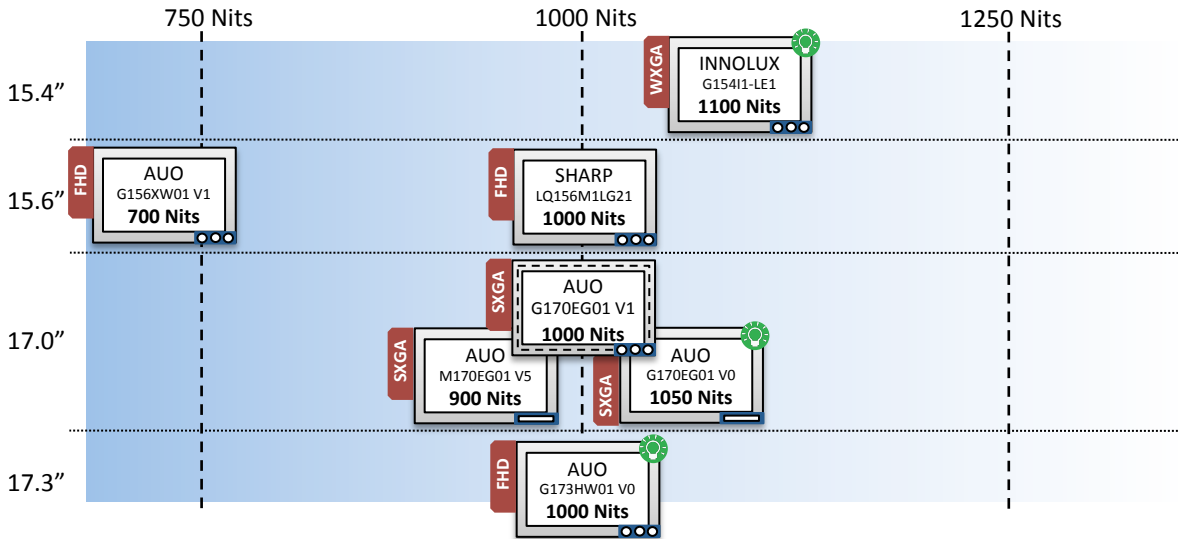 750 Nits
1000 Nits
1250 Nits
15.4”
WXGA
INNOLUX
G154I1-LE1
1100 Nits
15.6”
FHD
AUO
G156XW01 V1
700 Nits
FHD
SHARP
LQ156M1LG21
1000 Nits
17.0”
SXGA
AUO
G170EG01 V1
1000 Nits
SXGA
AUO
M170EG01 V5
900 Nits
SXGA
AUO
G170EG01 V0
1050 Nits
17.3”
FHD
AUO
G173HW01 V0
1000 Nits